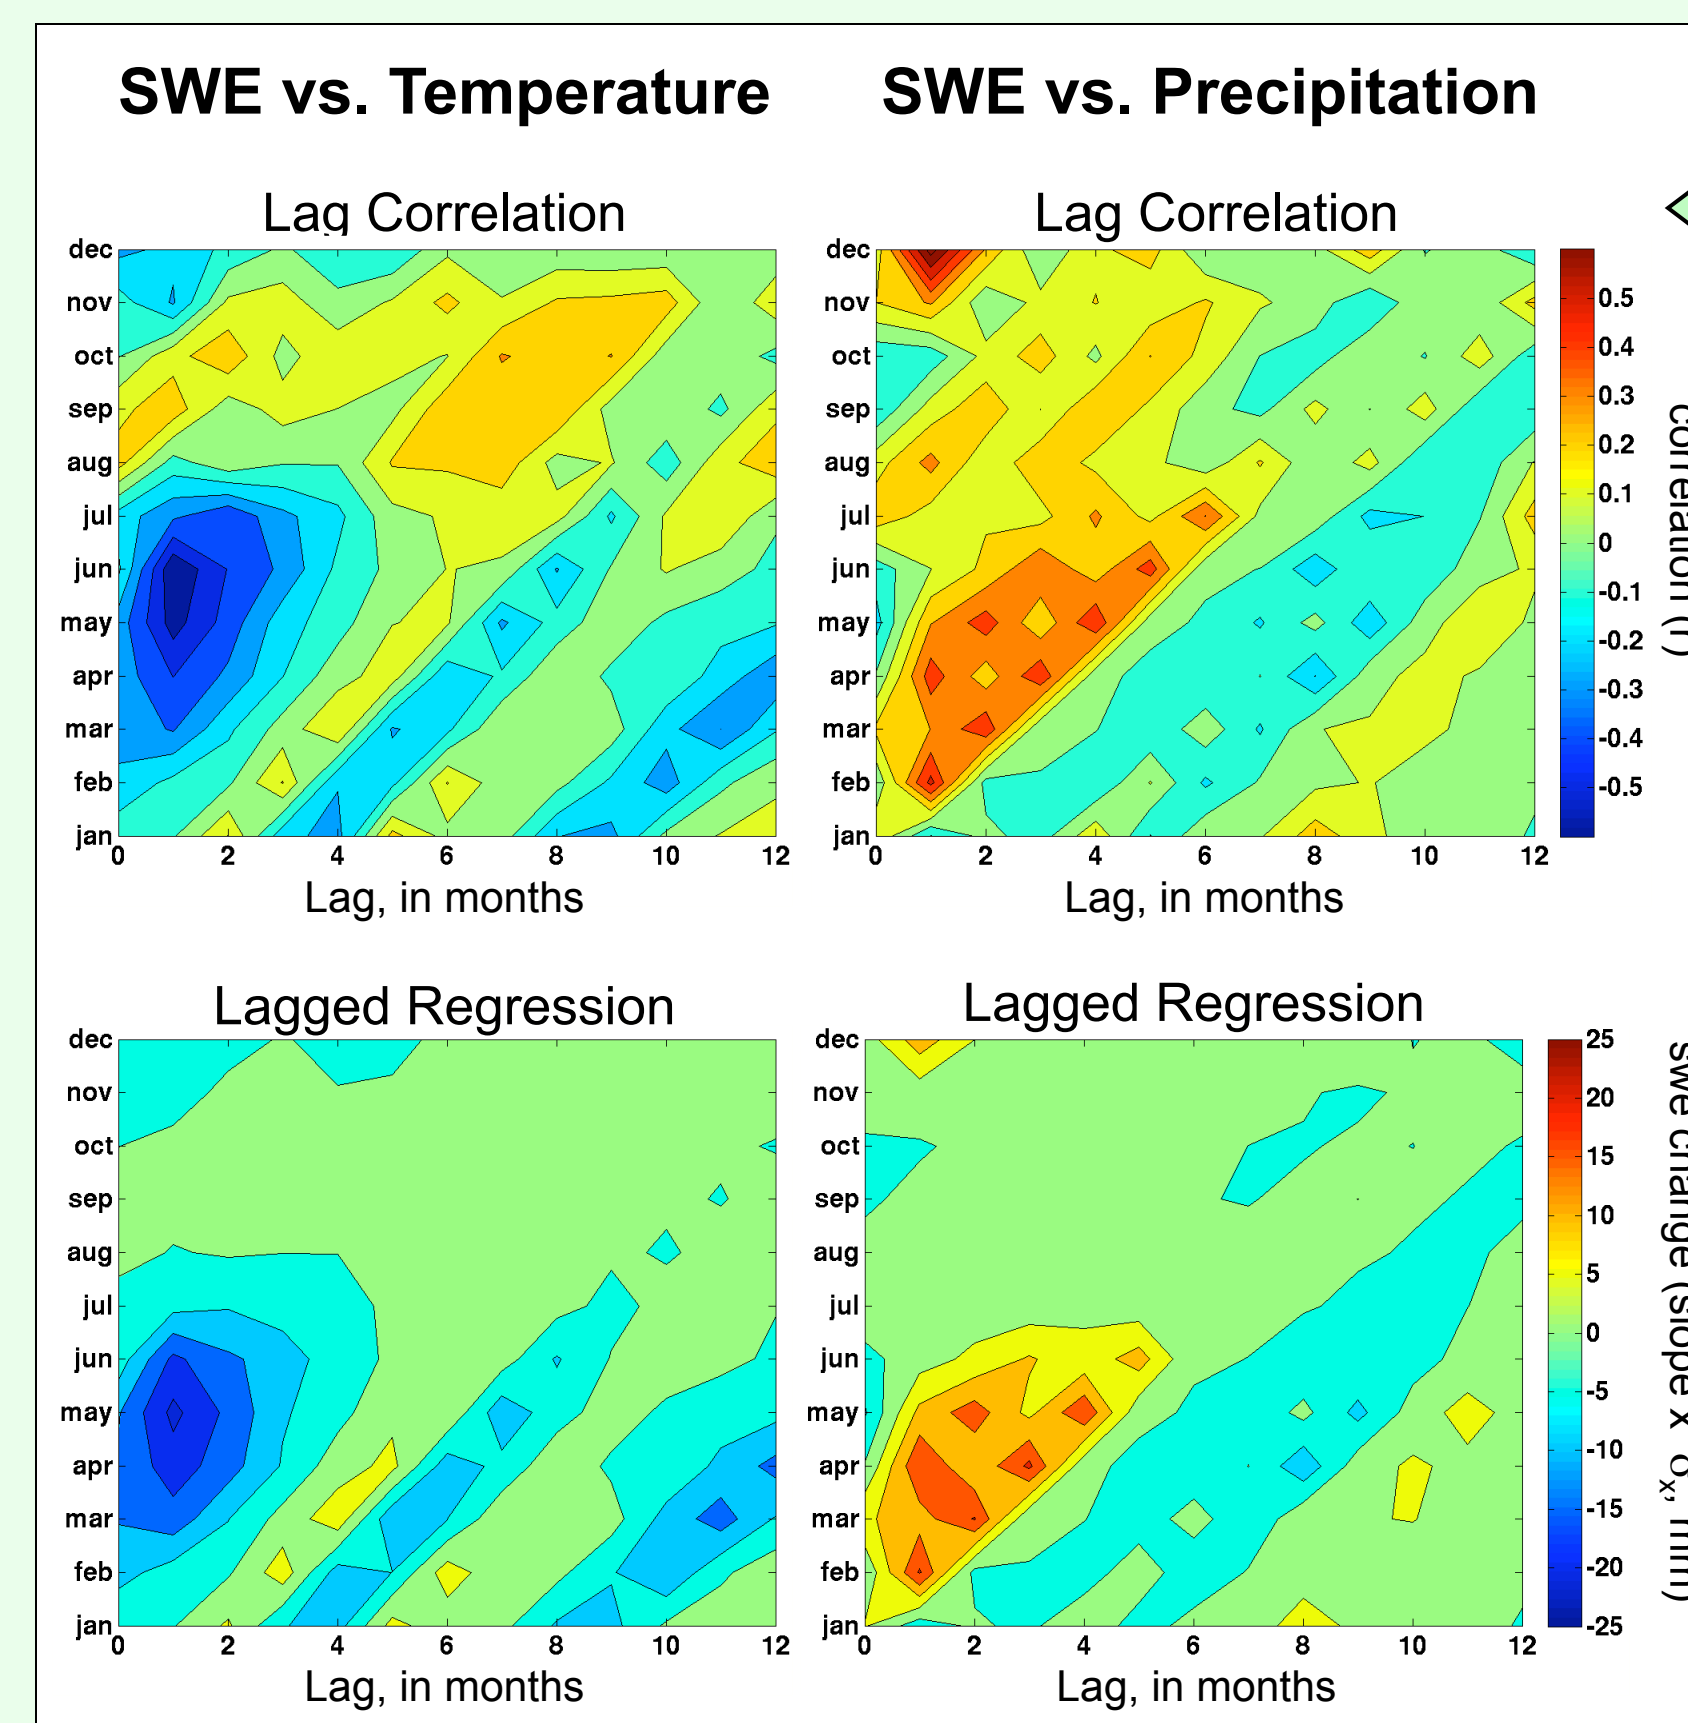 SWE vs. Temperature
SWE vs. Precipitation
Lag Correlation
dec
nov
oct
sep
aug
jul
jun
may
apr
mar
feb
jan
0 2 4 6 8 10 12
Lag, in months
Lag Correlation
dec
nov
oct
sep
aug
jul
jun
may
apr
mar
feb
jan
0 2 4 6 8 10 12
Lag, in months
0.5
0.4
0.3
0.2
0.1
0
-0.1
-0.2
-0.3
-0.4
-0.5
correlation (r)
Lagged Regression
dec
nov
oct
sep
aug
jul
jun
may
apr
mar
feb
jan
0 2 4 6 8 10 12
Lag, in months
Lagged Regression
dec
nov
oct
sep
aug
jul
jun
may
apr
mar
feb
jan
0 2 4 6 8 10 12
Lag, in months
25
20
15
10
5
0
-5
-10
-15
-20
-25
swe change (slope x σx, mm)